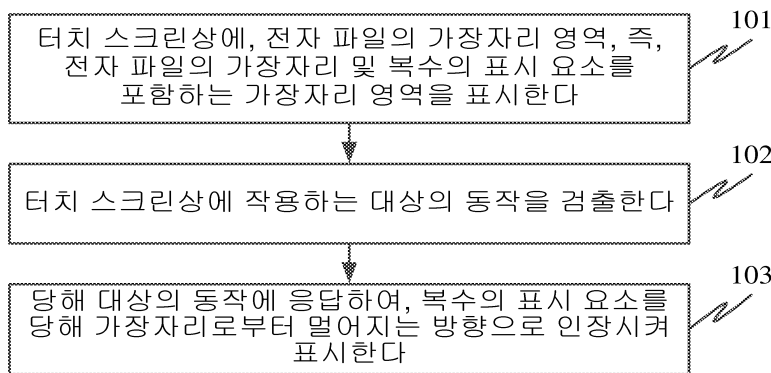 101
터치 스크린상에, 전자 파일의 가장자리 영역, 즉,
전자 파일의 가장자리 및 복수의 표시 요소를
포함하는 가장자리 영역을 표시한다
102
터치 스크린상에 작용하는 대상의 동작을 검출한다
103
당해 대상의 동작에 응답하여, 복수의 표시 요소를
당해 가장자리로부터 멀어지는 방향으로 인장시켜
표시한다